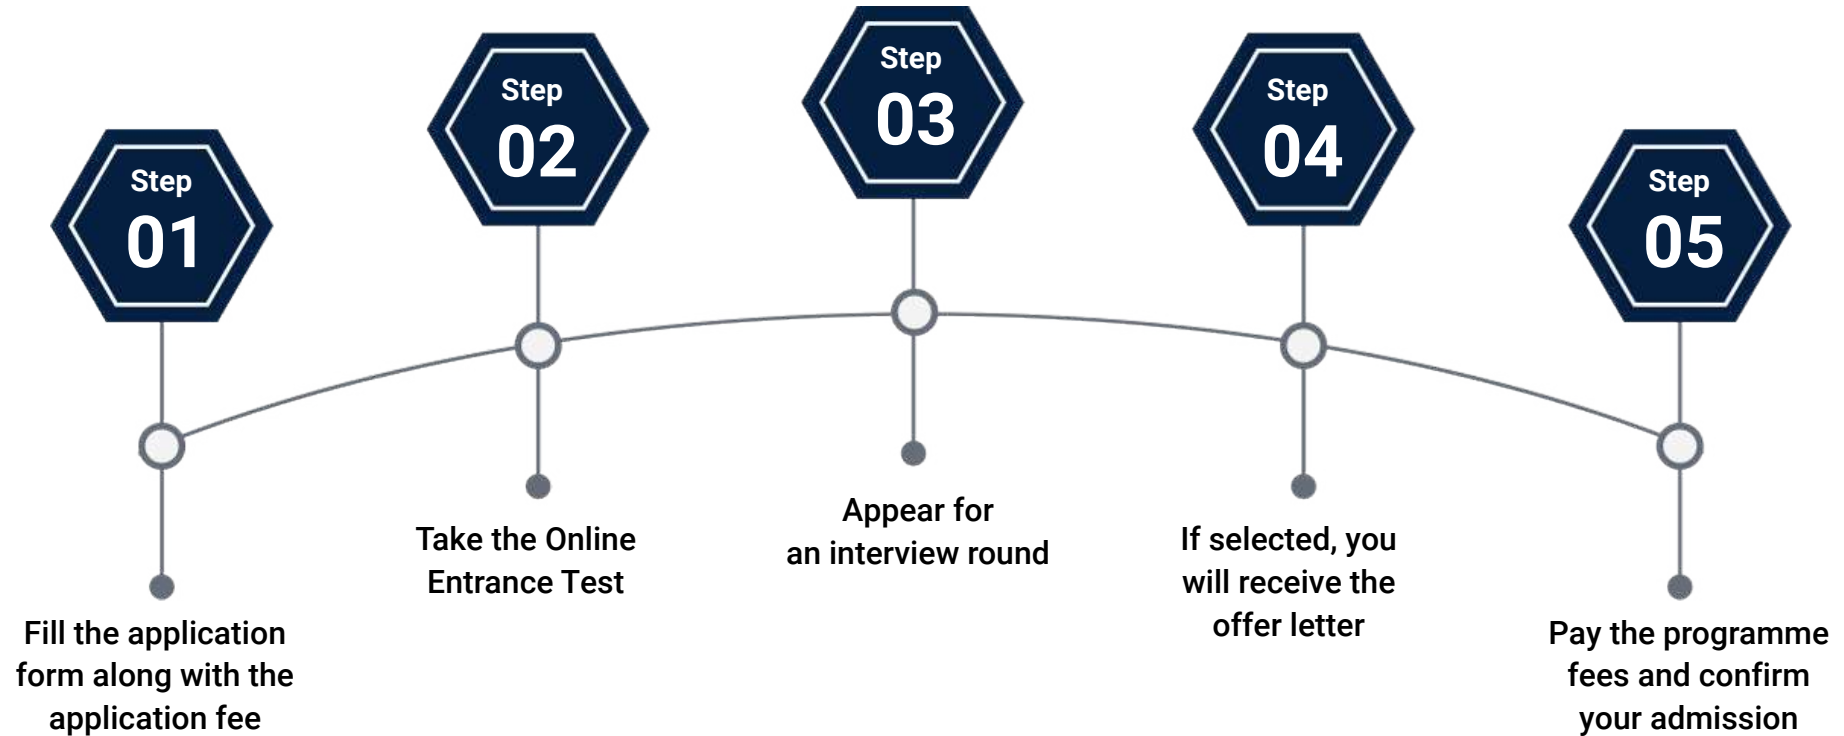 Step
01
Fill the application
form along with the
application fee
Step
02
Take the Online
Entrance Test
Step
03
Appear for
an interview round
Step
04
If selected, you
will receive the
offer letter
Step
05
Pay the programme
fees and confirm
your admission